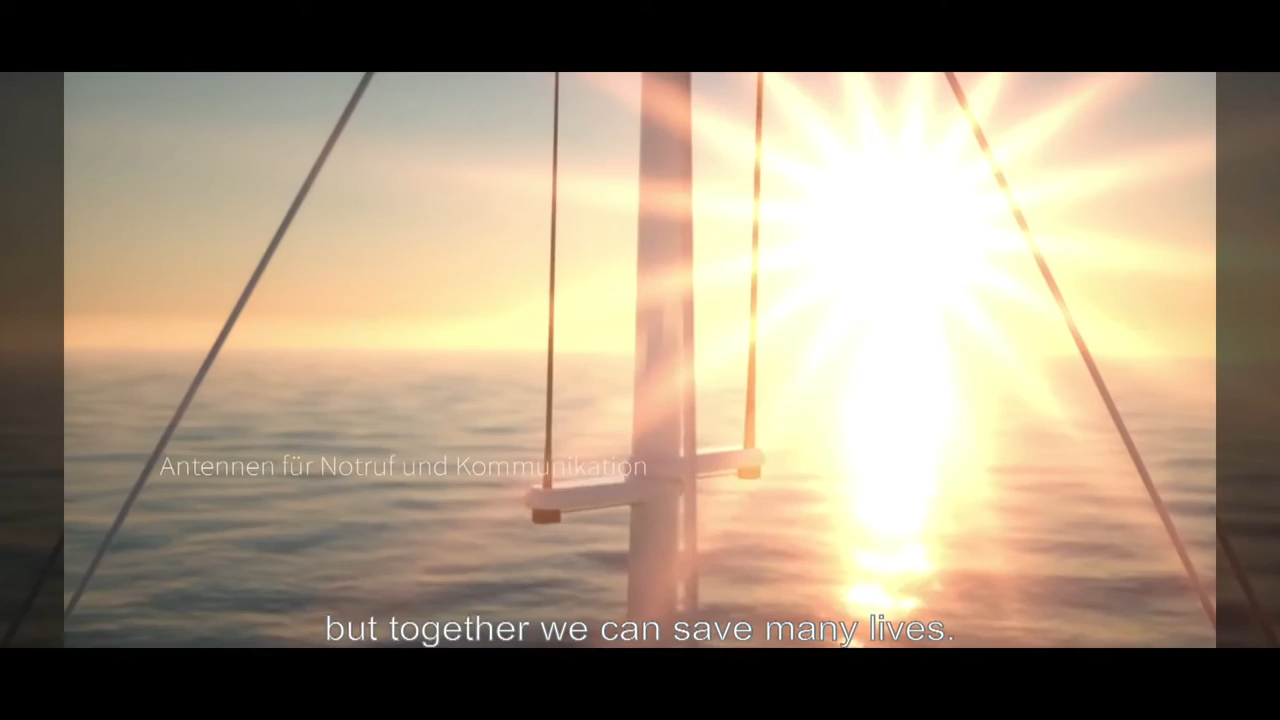 Antennen für Notruf und Kommunikation
but together we can save many lives.